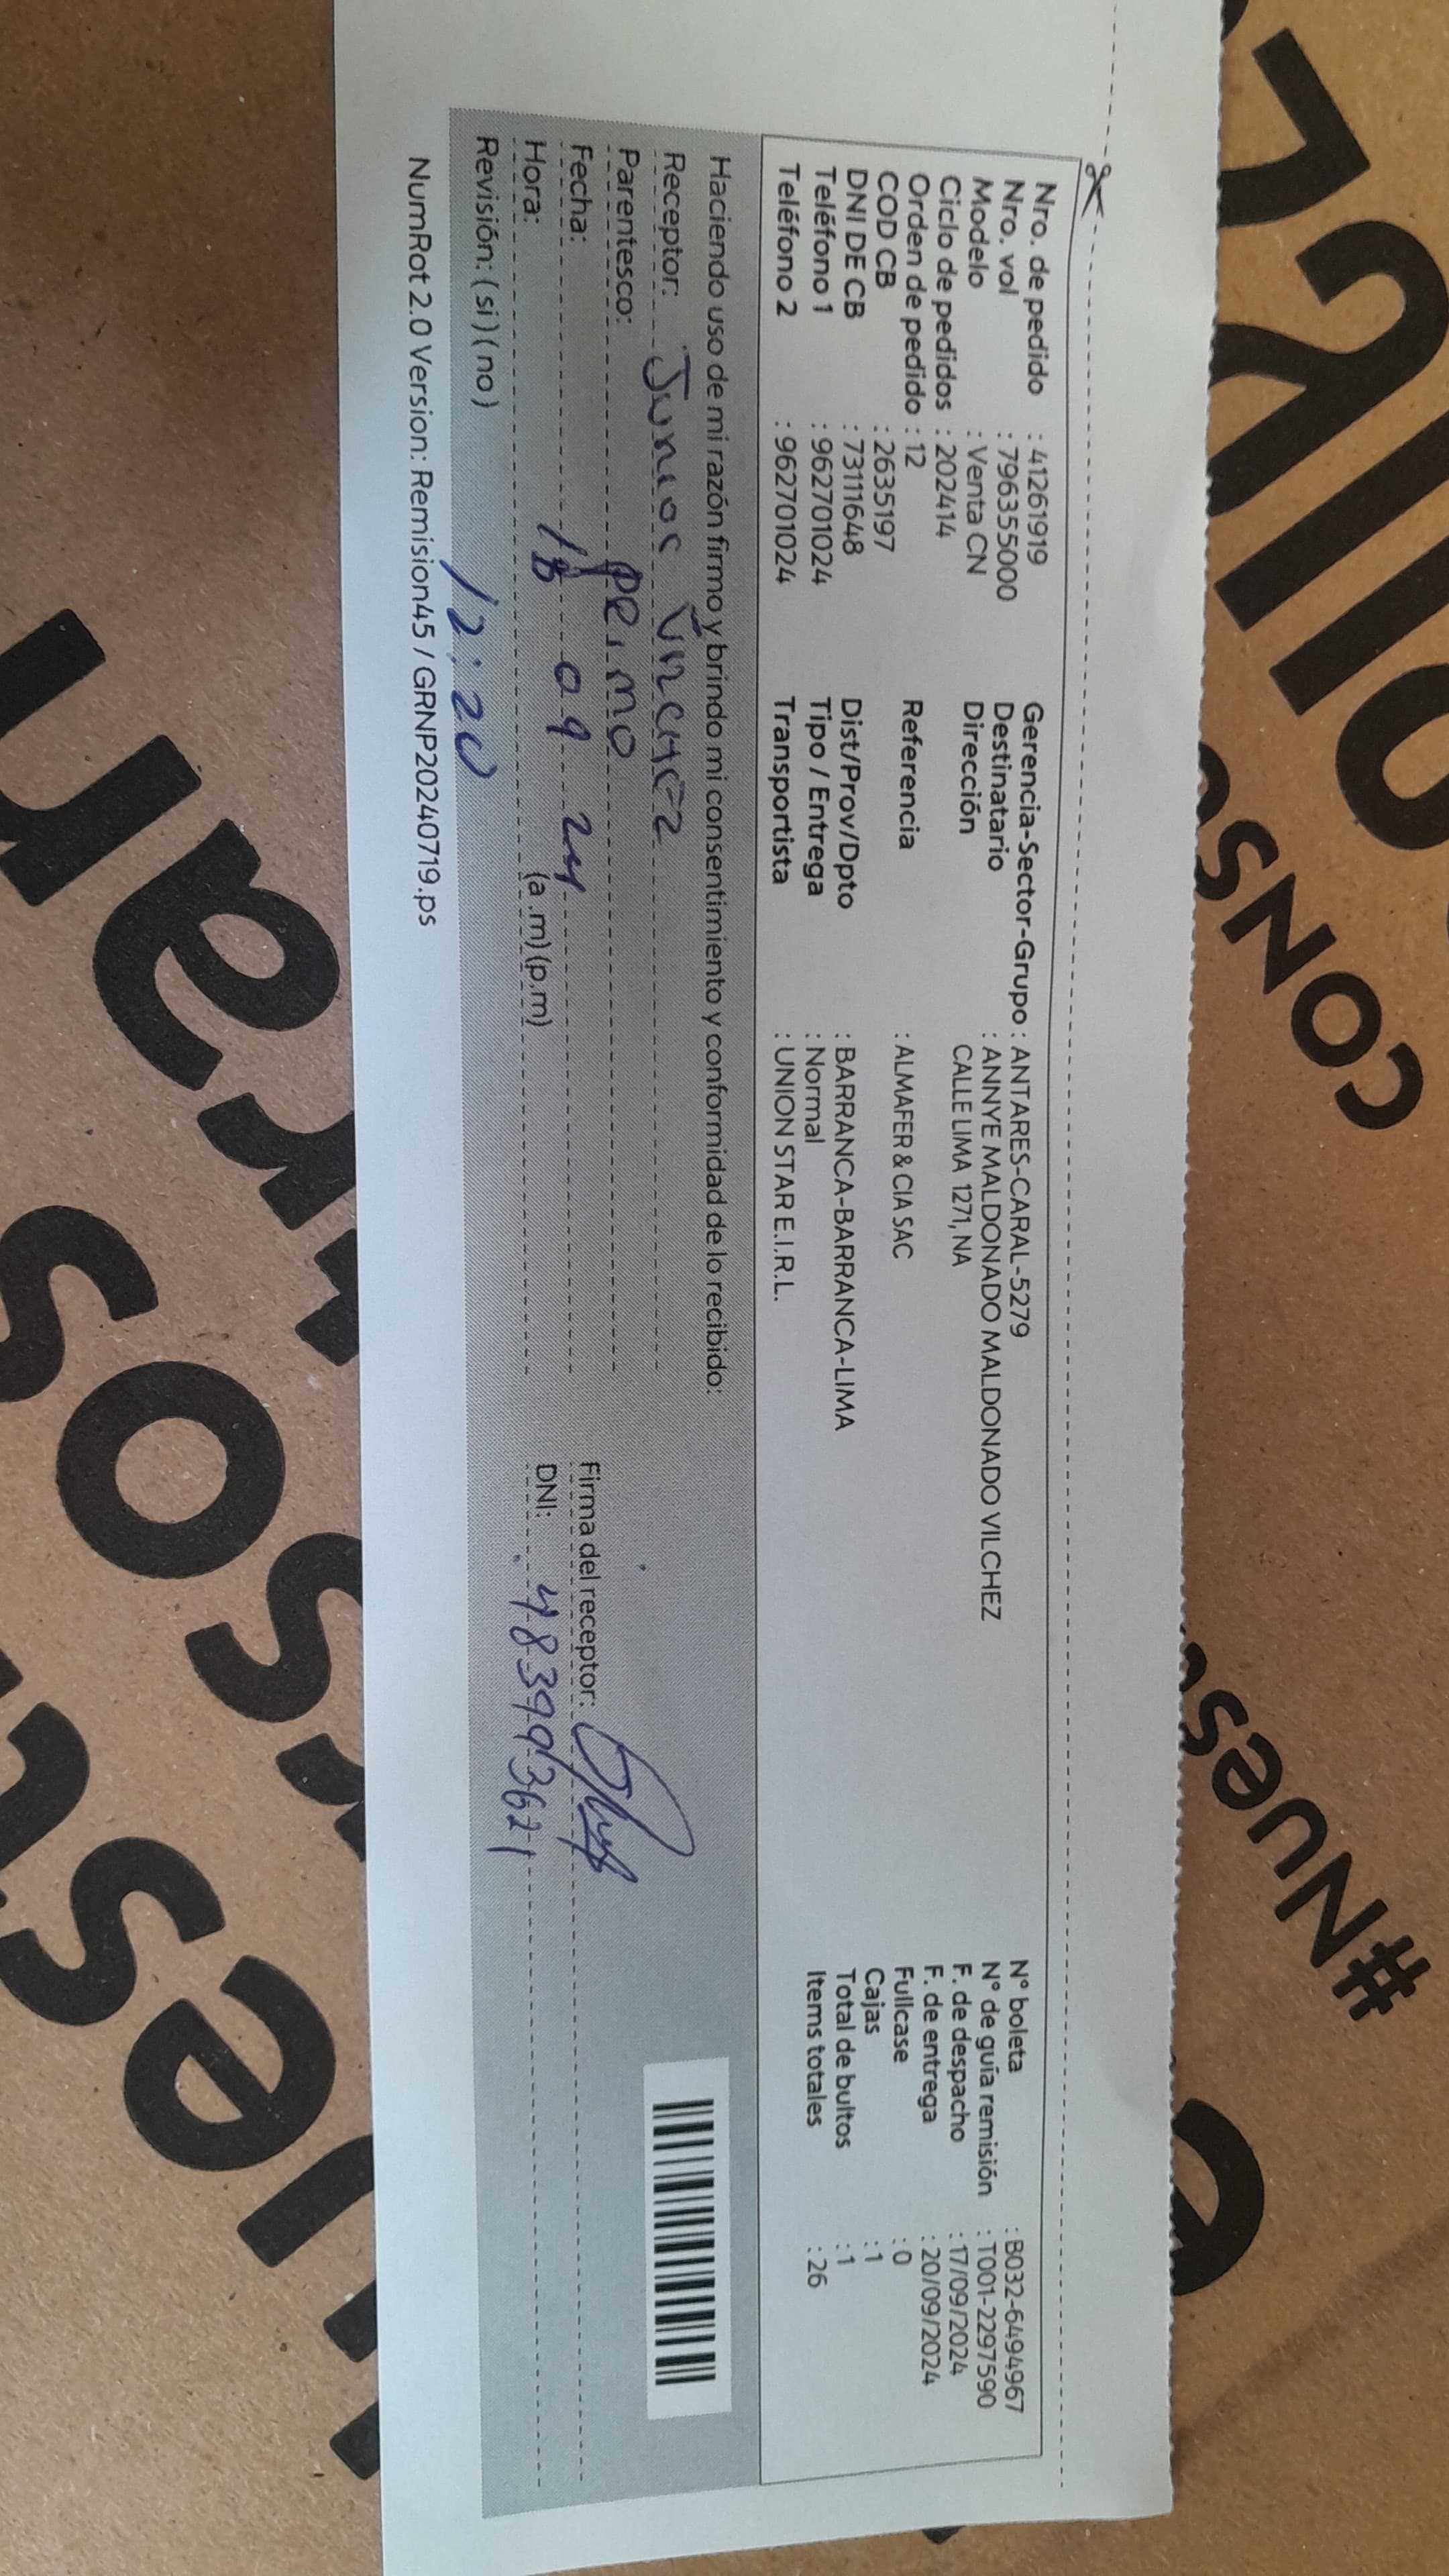 Nro. de pedido : 41261919
Nro. vol : 796355000
Modelo : Venta CN
Ciclo de pedidos : 202414
Orden de pedido : 12
COD CB : 2635197
DNI DE CB : 73111648
Teléfono 1 : 962701024
Teléfono 2 : 962701024
Gerencia-Sector-Grupo : ANTARES-CARAL-5279
Destinatario : ANNYE MALDONADO MALDONADO VILCHEZ
Dirección CALLE LIMA 1271, NA
Referencia : ALMAFER & CIA SAC
Dist/Prov/Dpto : BARRANCA-BARRANCA-LIMA
Tipo / Entrega : Normal
Transportista : UNION STAR E.I.R.L.
N° boleta : B032-6494967
N° de guía remisión : T001-2297590
F. de despacho : 17/09/2024
F. de entrega : 20/09/2024
Fullcase : 0
Cajas : 1
Total de bultos : 1
Items totales : 26
Haciendo uso de mi razón firmo y brindo mi consentimiento y conformidad de lo recibido:
Receptor: Junior
Parentesco: primo
Fecha: 18 09 24
Hora: 12:20 (a.m)(p.m)
Revisión: (si) (no)
Firma del receptor:
DNI: 48399362
NumRot 2.0 Version: Remision45 / GRNP20240719.ps
#Nues
cons